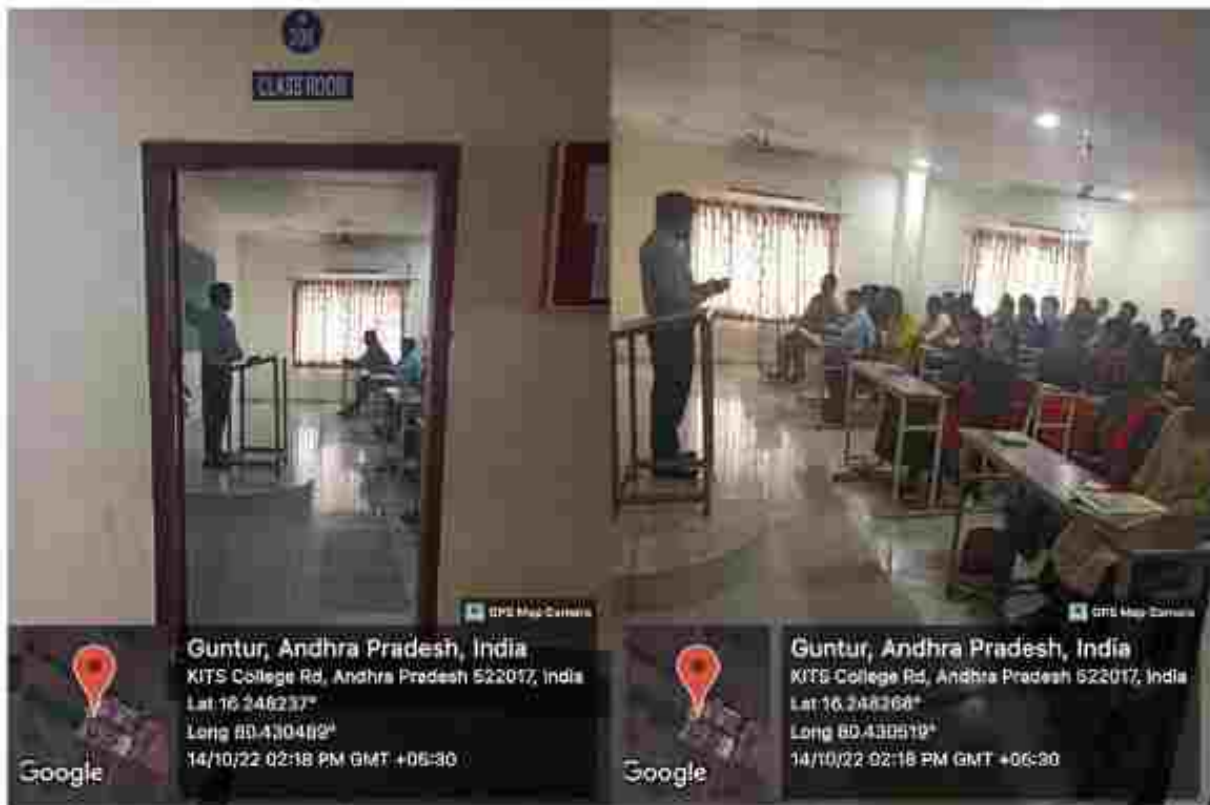 CLASS ROOM
GPS Map Camera
Guntur, Andhra Pradesh, India
KITS College Rd, Andhra Pradesh 522017, India
Lat 16.248237°
Long 80.430489°
14/10/22 02:18 PM GMT +05:30
Google
GPS Map Camera
Guntur, Andhra Pradesh, India
KITS College Rd, Andhra Pradesh 522017, India
Lat 16.248268°
Long 80.430519°
14/10/22 02:18 PM GMT +05:30
Google